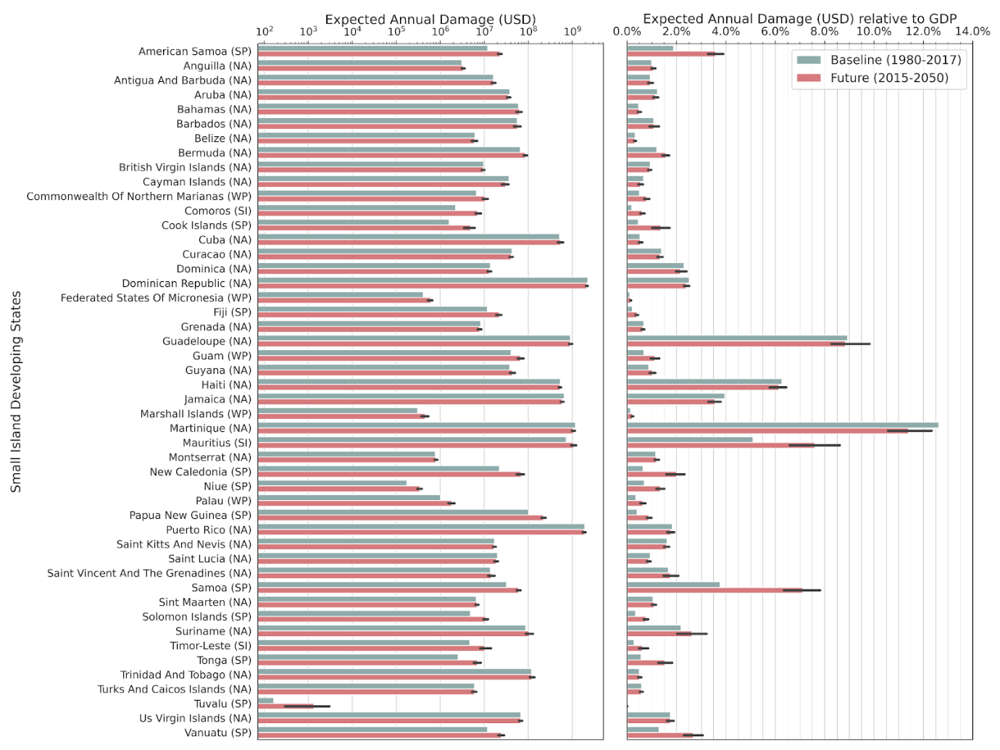 Expected Annual Damage (USD)
10² 10³ 10⁴ 10⁵ 10⁶ 10⁷ 10⁸ 10⁹
Expected Annual Damage (USD) relative to GDP
0.0% 2.0% 4.0% 6.0% 8.0% 10.0% 12.0% 14.0%
Baseline (1980-2017)
Future (2015-2050)
Small Island Developing States
American Samoa (SP)
Anguilla (NA)
Antigua And Barbuda (NA)
Aruba (NA)
Bahamas (NA)
Barbados (NA)
Belize (NA)
Bermuda (NA)
British Virgin Islands (NA)
Cayman Islands (NA)
Commonwealth Of Northern Marianas (WP)
Comoros (SI)
Cook Islands (SP)
Cuba (NA)
Curacao (NA)
Dominica (NA)
Dominican Republic (NA)
Federated States Of Micronesia (WP)
Fiji (SP)
Grenada (NA)
Guadeloupe (NA)
Guam (WP)
Guyana (NA)
Haiti (NA)
Jamaica (NA)
Marshall Islands (WP)
Martinique (NA)
Mauritius (SI)
Montserrat (NA)
New Caledonia (SP)
Niue (SP)
Palau (WP)
Papua New Guinea (SP)
Puerto Rico (NA)
Saint Kitts And Nevis (NA)
Saint Lucia (NA)
Saint Vincent And The Grenadines (NA)
Samoa (SP)
Sint Maarten (NA)
Solomon Islands (SP)
Suriname (NA)
Timor-Leste (SI)
Tonga (SP)
Trinidad And Tobago (NA)
Turks And Caicos Islands (NA)
Tuvalu (SP)
Us Virgin Islands (NA)
Vanuatu (SP)